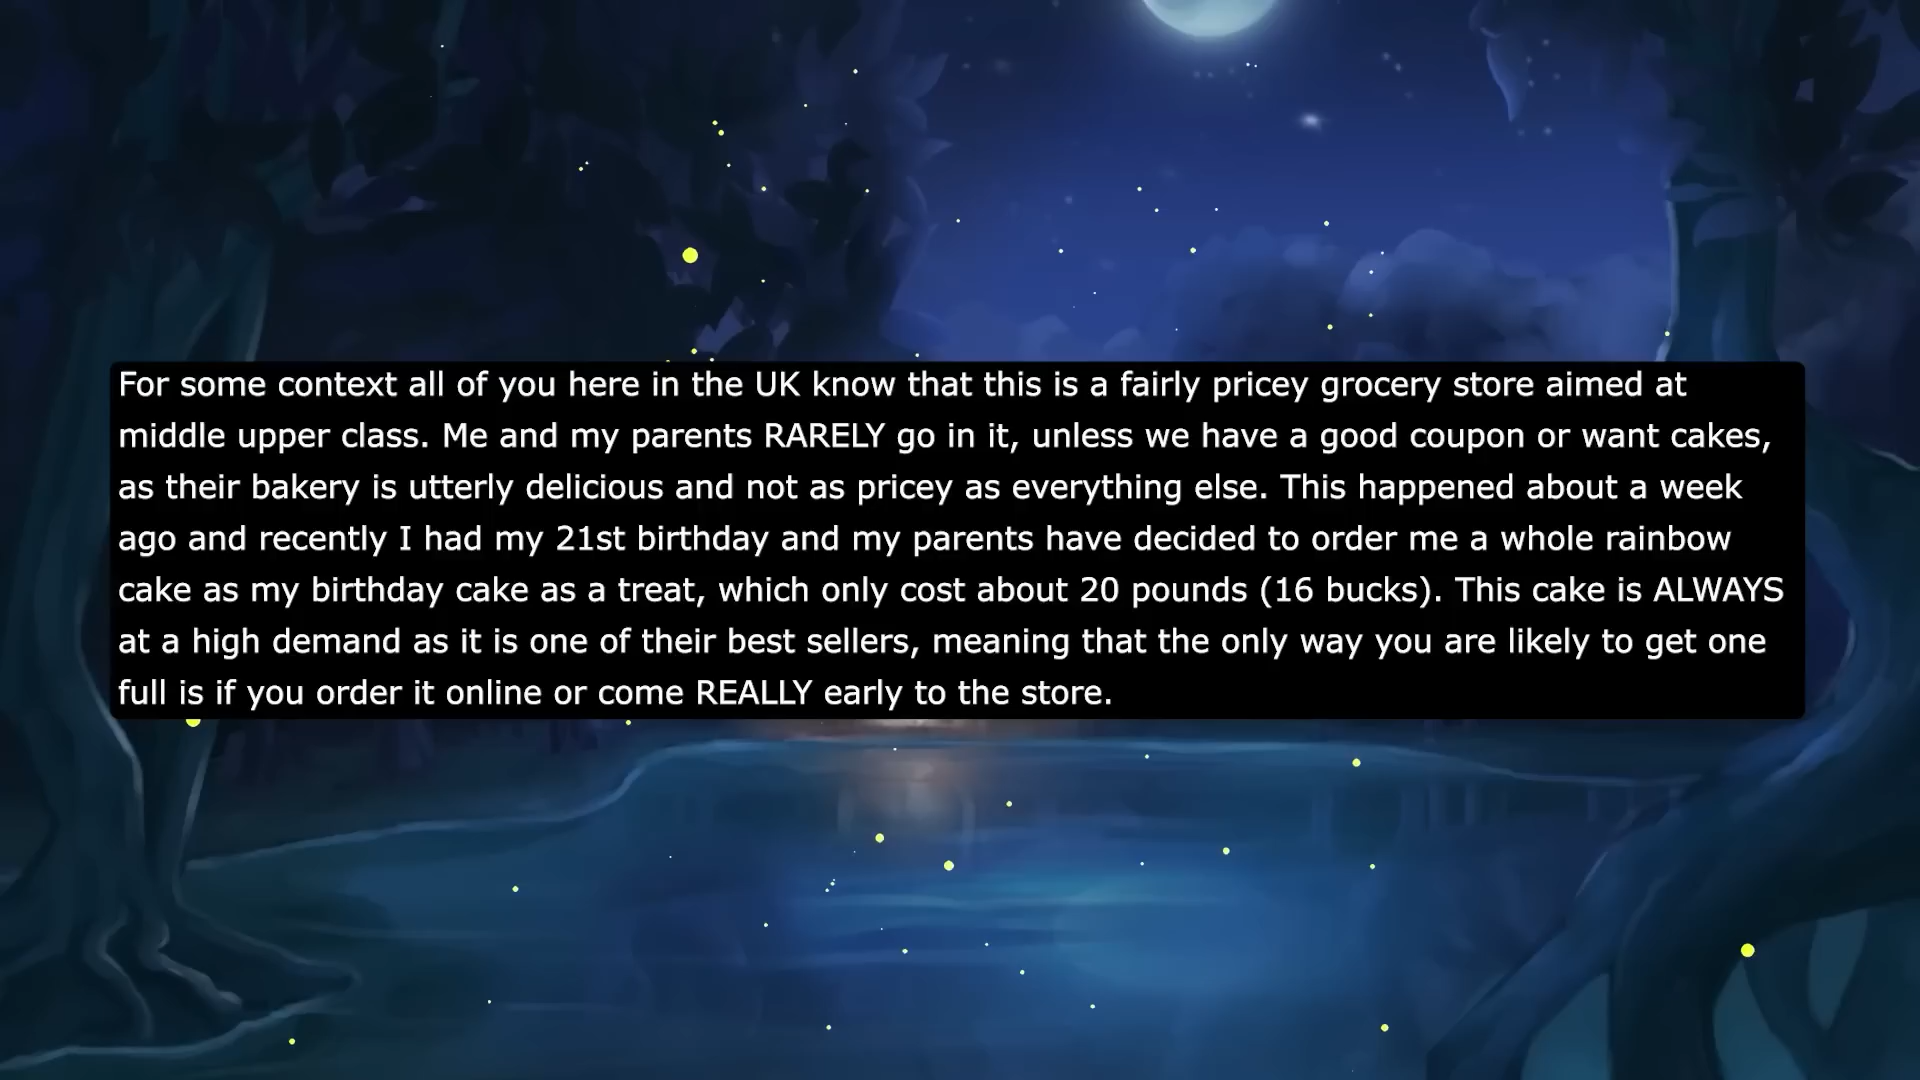 For some context all of you here in the UK know that this is a fairly pricey grocery store aimed at
middle upper class. Me and my parents RARELY go in it, unless we have a good coupon or want cakes,
as their bakery is utterly delicious and not as pricey as everything else. This happened about a week
ago and recently I had my 21st birthday and my parents have decided to order me a whole rainbow
cake as my birthday cake as a treat, which only cost about 20 pounds (16 bucks). This cake is ALWAYS
at a high demand as it is one of their best sellers, meaning that the only way you are likely to get one
full is if you order it online or come REALLY early to the store.